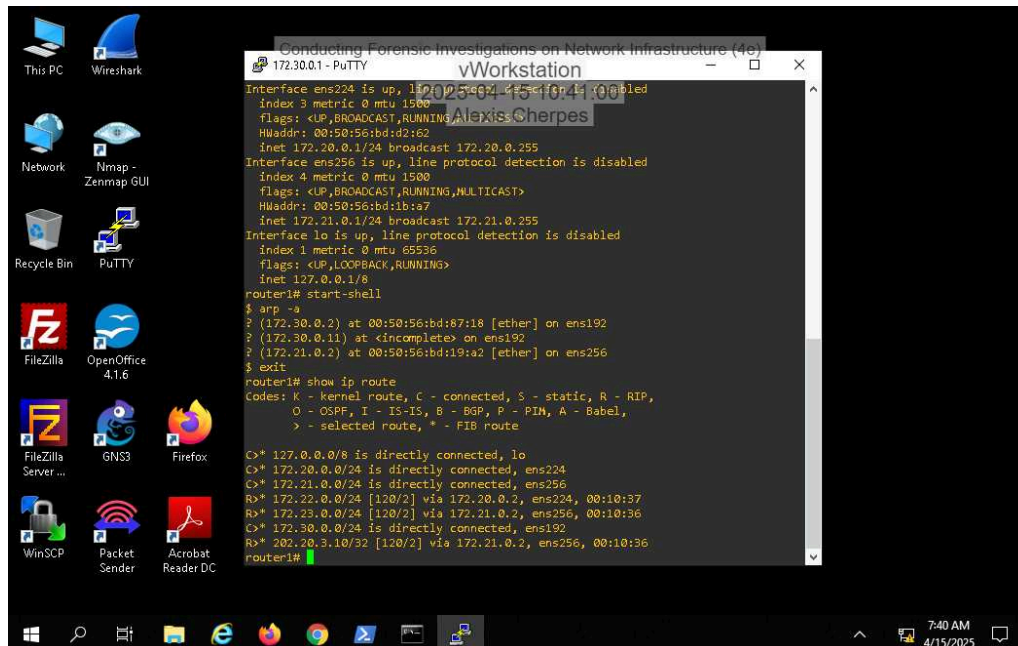 Conducting Forensic Investigations on Network Infrastructure (4e)
vWorkstation
2025-04-15 10:41:00
Alexis Cherpes
This PC
Wireshark
Network
Nmap -
Zenmap GUI
Recycle Bin
PuTTY
FileZilla
OpenOffice
4.1.6
FileZilla
Server ...
GNS3
Firefox
WinSCP
Packet
Sender
Acrobat
Reader DC
172.30.0.1 - PuTTY
Interface ens224 is up, line protocol detection is disabled
index 3 metric 0 mtu 1500
flags: <UP,BROADCAST,RUNNING,
HWaddr: 00:50:56:bd:d2:62
inet 172.20.0.1/24 broadcast 172.20.0.255
Interface ens256 is up, line protocol detection is disabled
index 4 metric 0 mtu 1500
flags: <UP,BROADCAST,RUNNING,MULTICAST>
HWaddr: 00:50:56:bd:1b:a7
inet 172.21.0.1/24 broadcast 172.21.0.255
Interface lo is up, line protocol detection is disabled
index 1 metric 0 mtu 65536
flags: <UP,LOOPBACK,RUNNING>
inet 127.0.0.1/8
router1# start-shell
$ arp -a
? (172.30.0.2) at 00:50:56:bd:87:18 [ether] on ens192
? (172.30.0.11) at <incomplete> on ens192
? (172.21.0.2) at 00:50:56:bd:19:a2 [ether] on ens256
$ exit
router1# show ip route
Codes: K - kernel route, C - connected, S - static, R - RIP,
O - OSPF, I - IS-IS, B - BGP, P - PIM, A - Babel,
> - selected route, * - FIB route
C>* 127.0.0.0/8 is directly connected, lo
C>* 172.20.0.0/24 is directly connected, ens224
C>* 172.21.0.0/24 is directly connected, ens256
R>* 172.22.0.0/24 [120/2] via 172.20.0.2, ens224, 00:10:37
R>* 172.23.0.0/24 [120/2] via 172.21.0.2, ens256, 00:10:36
C>* 172.30.0.0/24 is directly connected, ens192
R>* 202.20.3.10/32 [120/2] via 172.21.0.2, ens256, 00:10:36
router1#
7:40 AM
4/15/2025